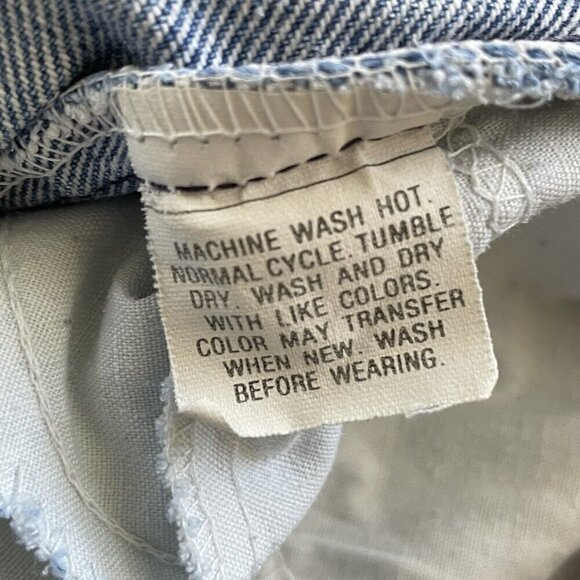 MACHINE WASH HOT.
NORMAL CYCLE. TUMBLE
DRY. WASH AND DRY
WITH LIKE COLORS.
COLOR MAY TRANSFER
WHEN NEW. WASH
BEFORE WEARING.